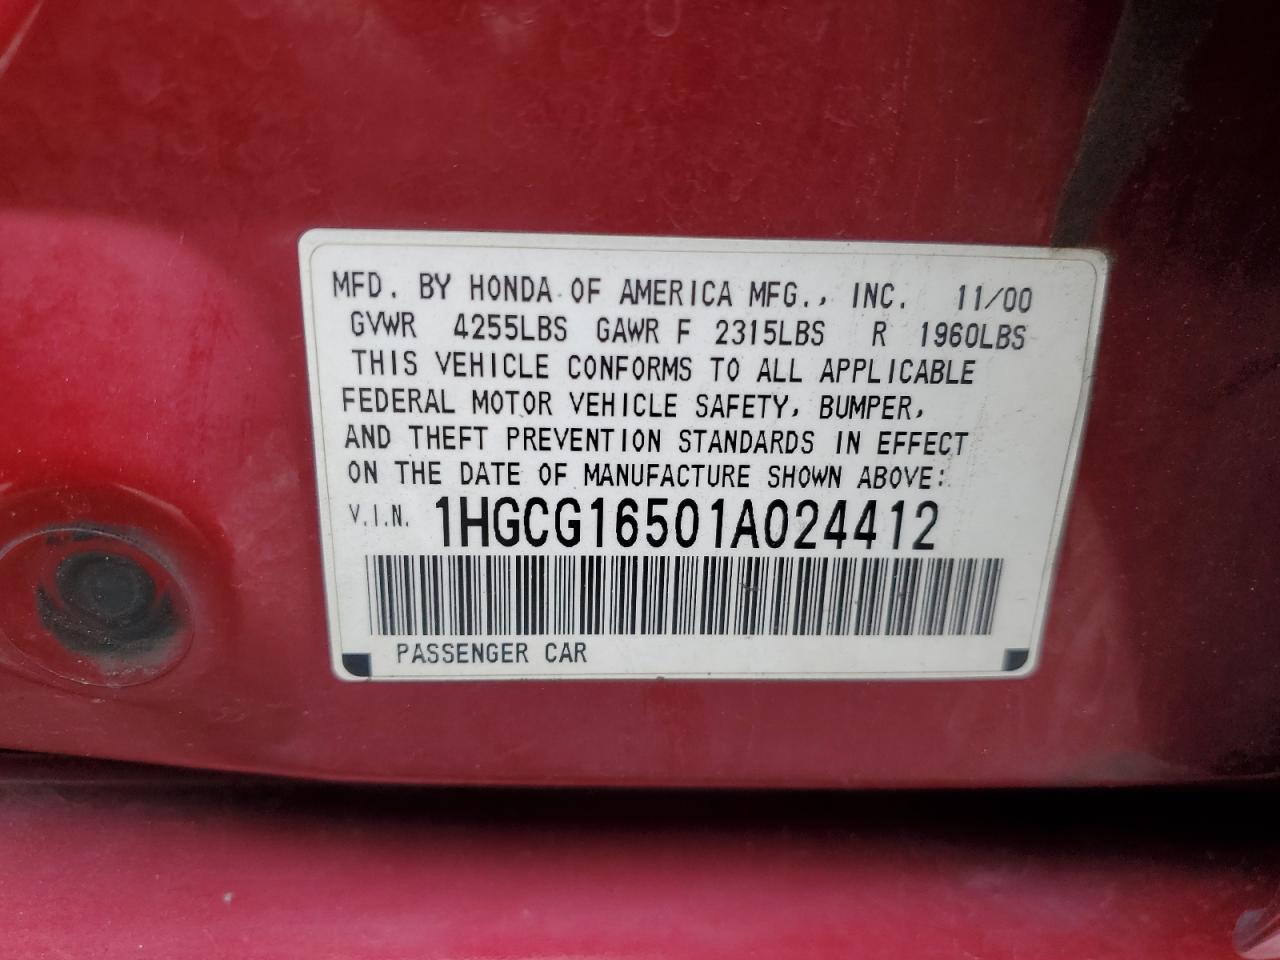 MFD. BY HONDA OF AMERICA MFG., INC. 11/00
GVWR 4255LBS GAWR F 2315LBS R 1960LBS
THIS VEHICLE CONFORMS TO ALL APPLICABLE
FEDERAL MOTOR VEHICLE SAFETY, BUMPER,
AND THEFT PREVENTION STANDARDS IN EFFECT
ON THE DATE OF MANUFACTURE SHOWN ABOVE:
V.I.N. 1HGCG16501A024412
PASSENGER CAR